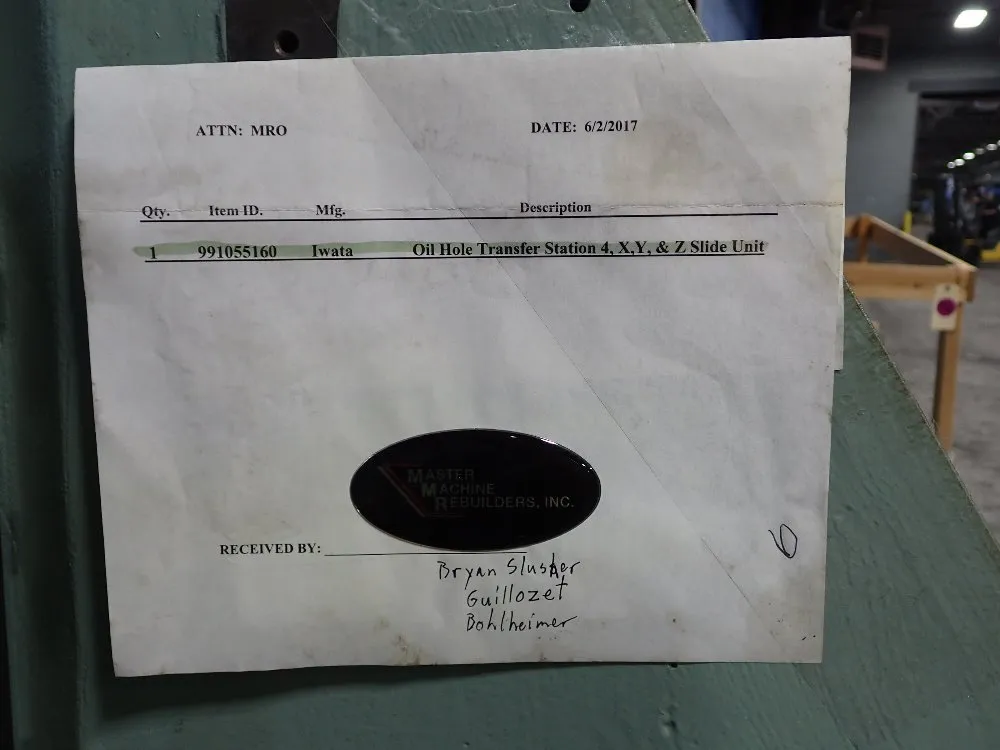 ATTN: MRO DATE: 6/2/2017
Qty. Item ID. Mfg. Description
1 991055160 Iwata Oil Hole Transfer Station 4, X,Y, & Z Slide Unit
MASTER
MACHINE
REBUILDERS, INC.
RECEIVED BY:
Bryan Slusher
Guillozet
Bohlheimer
6